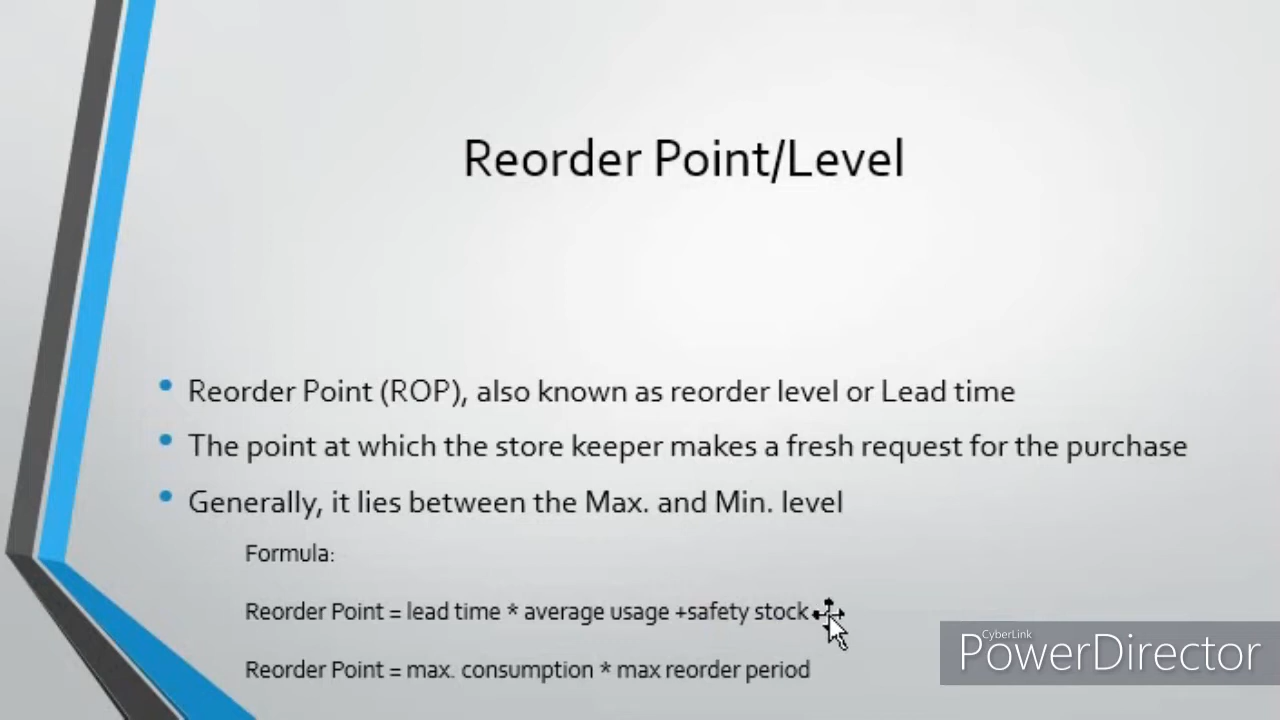 Reorder Point/Level
Reorder Point (ROP), also known as reorder level or Lead time
The point at which the store keeper makes a fresh request for the purchase
Generally, it lies between the Max. and Min. level
Formula:
Reorder Point = lead time * average usage +safety stock
Reorder Point = max. consumption * max reorder period
CyberLink
PowerDirector